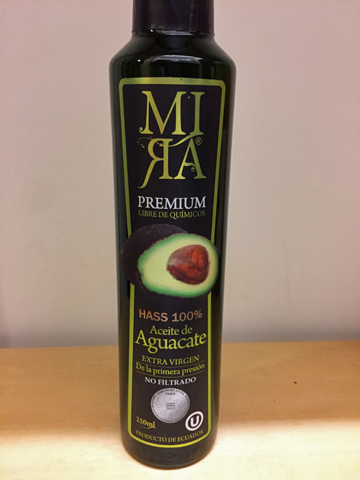 MI
RA®
PREMIUM
LIBRE DE QUÍMICOS
HASS 100%
Aceite de
Aguacate
EXTRA VIRGEN
De la primera presión
NO FILTRADO
250ml
U
PRODUCTO DE ECUADOR